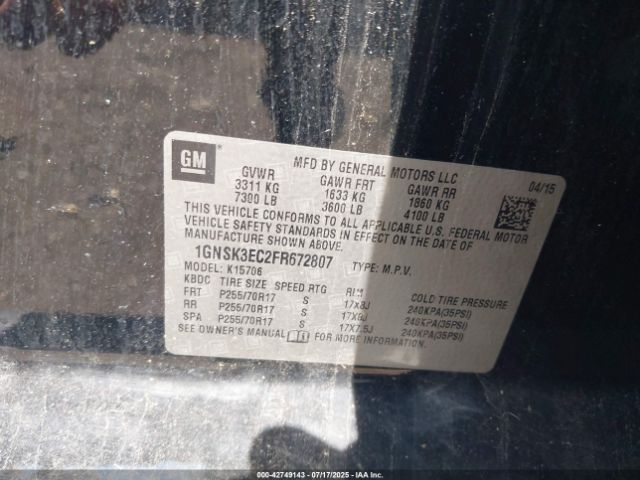 GM
MFD BY GENERAL MOTORS LLC
04/15
GVWR GAWR FRT GAWR RR
3311 KG 1633 KG 1860 KG
7300 LB 3600 LB 4100 LB
THIS VEHICLE CONFORMS TO ALL APPLICABLE U.S. FEDERAL MOTOR
VEHICLE SAFETY STANDARDS IN EFFECT ON THE DATE OF
MANUFACTURE SHOWN ABOVE.
1GNSK3EC2FR672807 TYPE: M.P.V.
MODEL: K15706
KBDC TIRE SIZE SPEED RTG RIM COLD TIRE PRESSURE
FRT P255/70R17 S 17x8J 240KPA(35PSI)
RR P255/70R17 S 17X8J 240KPA(35PSI)
SPA P255/70R17 S 17X7.5J 240KPA(35PSI)
SEE OWNER'S MANUAL FOR MORE INFORMATION.
000-42749143 - 07/17/2025 - IAA Inc.